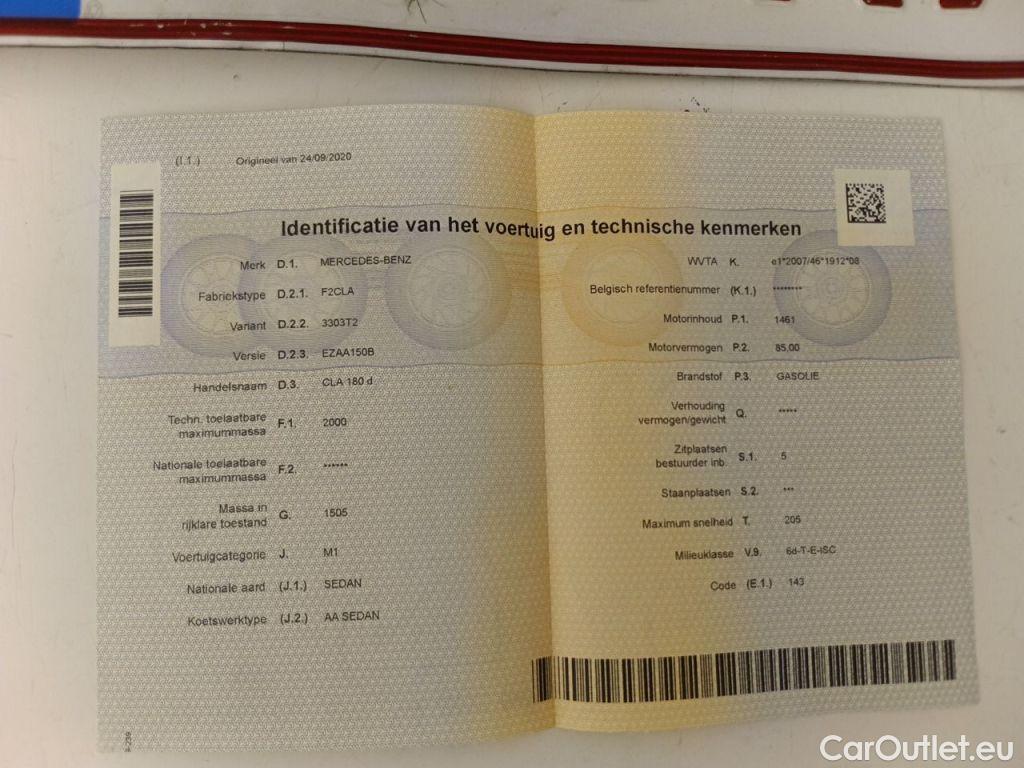 (I.1.) Origineel van 24/09/2020
Identificatie van het voertuig en technische kenmerken
Merk D.1. MERCEDES-BENZ
Fabriekstype D.2.1. F2CLA
Variant D.2.2. 3303T2
Versie D.2.3. EZAA150B
Handelsnaam D.3. CLA 180 d
Techn. toelaatbare
maximummassa F.1. 2000
Nationale toelaatbare
maximummassa F.2. ******
Massa in
rijklare toestand G. 1505
Voertuigcategorie J. M1
Nationale aard (J.1.) SEDAN
Koetswerktype (J.2.) AA SEDAN
WVTA K. e1*2007/46*1912*08
Belgisch referentienummer (K.1.) ********
Motorinhoud P.1. 1461
Motorvermogen P.2. 85,00
Brandstof P.3. GASOLIE
Verhouding
vermogen/gewicht Q. *****
Zitplaatsen
bestuurder inb. S.1. 5
Staanplaatsen S.2. ***
Maximum snelheid T. 205
Milieuklasse V.9. 6d-T-E-ISC
Code (E.1.) 143
CarOutlet.eu